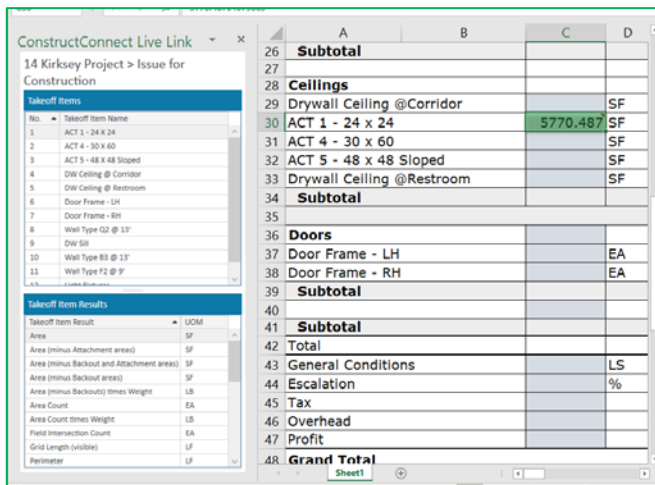 ConstructConnect Live Link
14 Kirksey Project > Issue for
Construction
Takeoff Items
No. Takeoff Item Name
1 ACT 1 - 24 X 24
2 ACT 4 - 30 X 60
3 ACT 5 - 48 X 48 Sloped
4 DW Ceiling @ Corridor
5 DW Ceiling @ Restroom
6 Door Frame - LH
7 Door Frame - RH
8 Wall Type Q2 @ 13'
9 DW Sill
10 Wall Type B3 @ 13'
11 Wall Type F2 @ 9'
Takeoff Item Results
Takeoff Item Result UOM
Area SF
Area (minus Attachment areas) SF
Area (minus Backout and Attachment areas) SF
Area (minus Backout areas) SF
Area (minus Backouts) times Weight LB
Area Count EA
Area Count times Weight LB
Field Intersection Count EA
Grid Length (visible) LF
Perimeter LF
A B C D
26 Subtotal
27
28 Ceilings
29 Drywall Ceiling @Corridor SF
30 ACT 1 - 24 x 24 5770.487 SF
31 ACT 4 - 30 x 60 SF
32 ACT 5 - 48 x 48 Sloped SF
33 Drywall Ceiling @Restroom SF
34 Subtotal
35
36 Doors
37 Door Frame - LH EA
38 Door Frame - RH EA
39 Subtotal
40
41 Subtotal
42 Total
43 General Conditions LS
44 Escalation %
45 Tax
46 Overhead
47 Profit
48 Grand Total
Sheet1